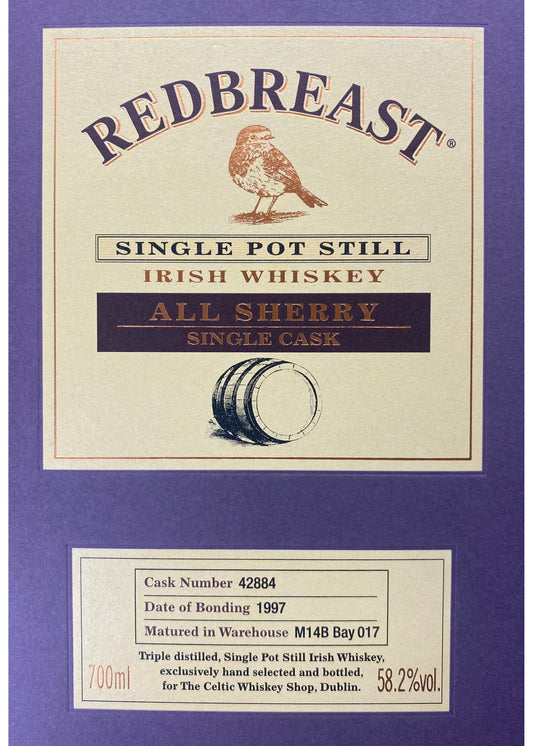 REDBREAST®
SINGLE POT STILL
IRISH WHISKEY
ALL SHERRY
SINGLE CASK
Cask Number 42884
Date of Bonding 1997
Matured in Warehouse M14B Bay 017
Triple distilled, Single Pot Still Irish Whiskey,
exclusively hand selected and bottled,
for The Celtic Whiskey Shop, Dublin.
700ml
58.2%vol.